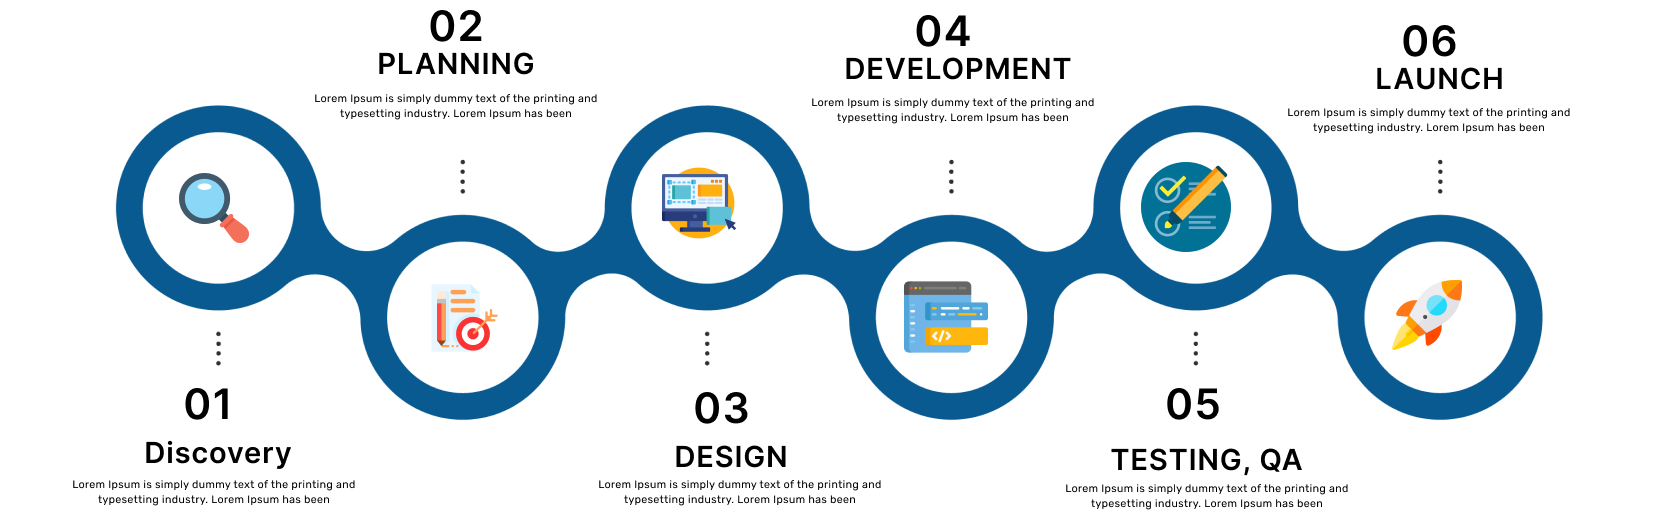 01
Discovery
Lorem Ipsum is simply dummy text of the printing and
typesetting industry. Lorem Ipsum has been
02
PLANNING
Lorem Ipsum is simply dummy text of the printing and
typesetting industry. Lorem Ipsum has been
03
DESIGN
Lorem Ipsum is simply dummy text of the printing and
typesetting industry. Lorem Ipsum has been
04
DEVELOPMENT
Lorem Ipsum is simply dummy text of the printing and
typesetting industry. Lorem Ipsum has been
</>
05
TESTING, QA
Lorem Ipsum is simply dummy text of the printing and
typesetting industry. Lorem Ipsum has been
06
LAUNCH
Lorem Ipsum is simply dummy text of the printing and
typesetting industry. Lorem Ipsum has been